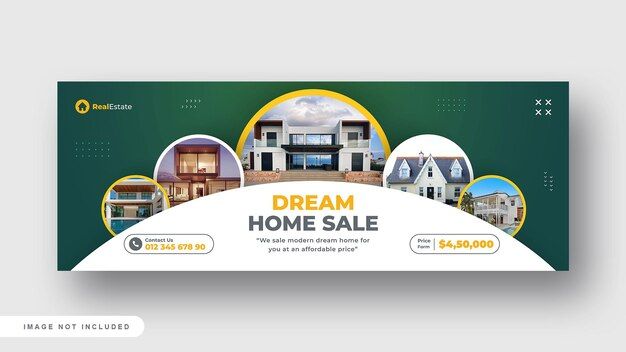 RealEstate
DREAM
HOME SALE
"We sale modern dream home for
you at an affordable price"
Contact Us
012 345 678 90
Price
Form
$4,50,000
IMAGE NOT INCLUDED